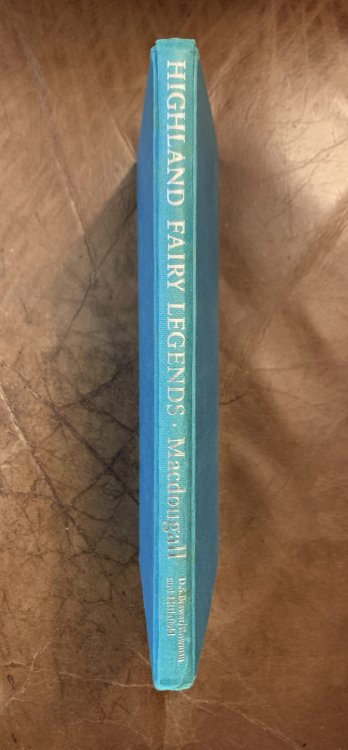 HIGHLAND FAIRY LEGENDS · Macdougall
D.S.Brewer/Rowman
and Littlefield